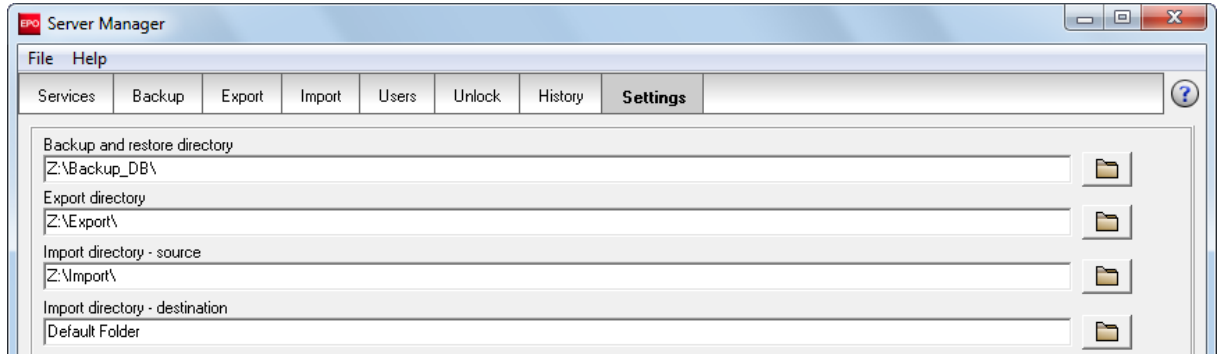 EPO Server Manager
File Help
Services Backup Export Import Users Unlock History Settings ?
Backup and restore directory
Z:\Backup_DB\
Export directory
Z:\Export\
Import directory - source
Z:\Import\
Import directory - destination
Default Folder